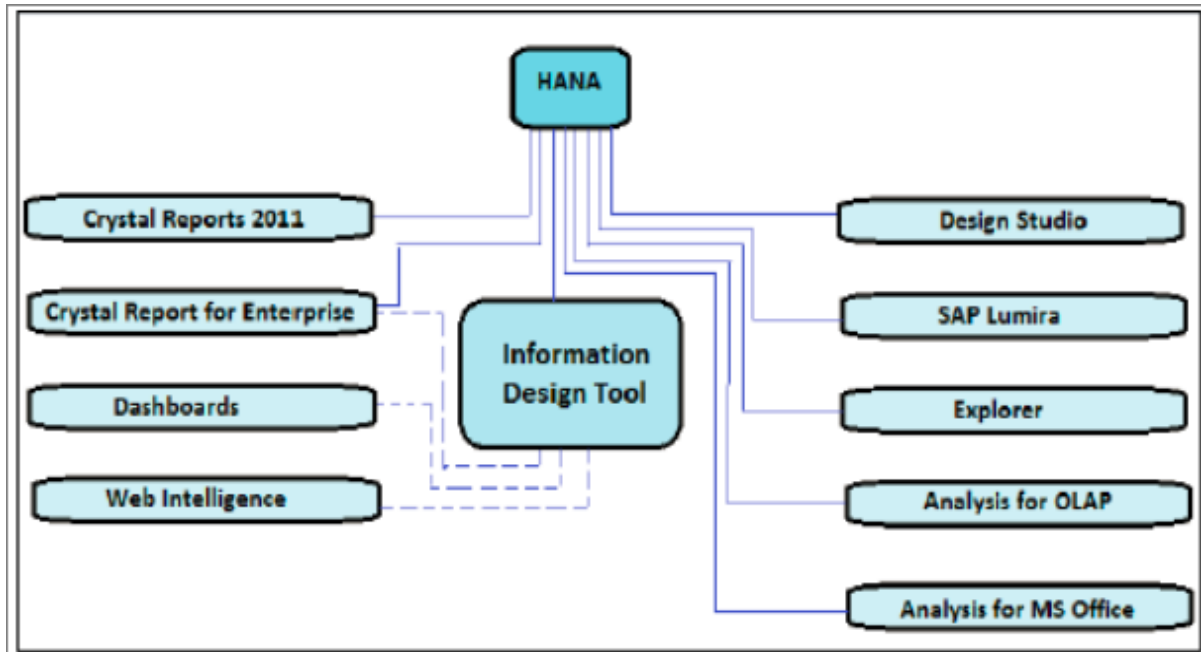 HANA
Crystal Reports 2011
Crystal Report for Enterprise
Dashboards
Web Intelligence
Information
Design Tool
Design Studio
SAP Lumira
Explorer
Analysis for OLAP
Analysis for MS Office